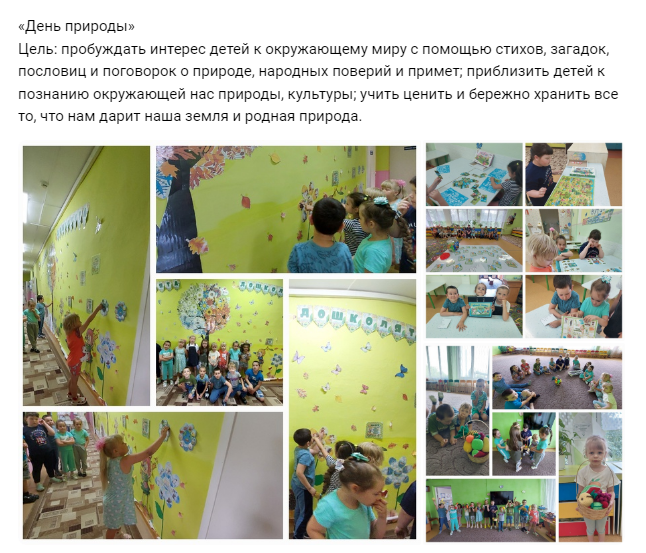 «День природы»
Цель: пробуждать интерес детей к окружающему миру с помощью стихов, загадок,
пословиц и поговорок о природе, народных поверий и примет; приблизить детей к
познанию окружающей нас природы, культуры; учить ценить и бережно хранить все
то, что нам дарит наша земля и родная природа.